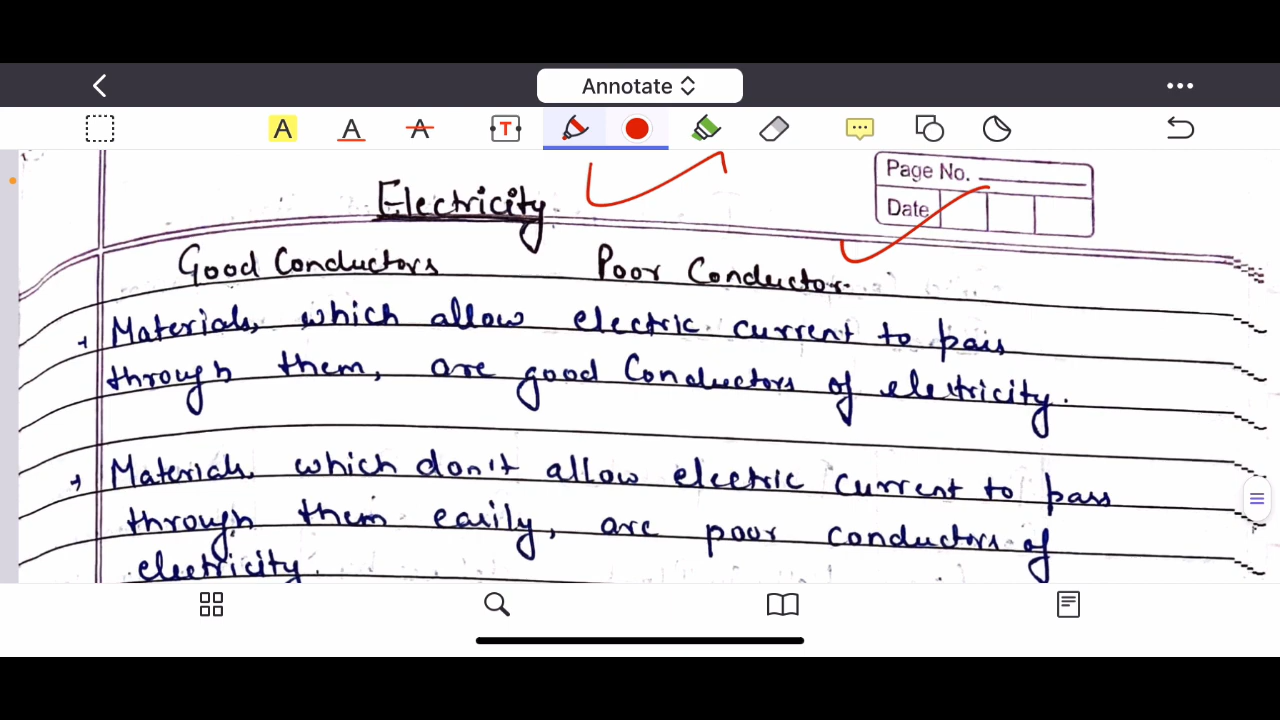 Annotate
A A A T
Page No.
Date
Electricity
Good Conductors Poor Conductor
Materials which allow electric current to pass
through them, are good Conductors of electricity.
Materials which don't allow electric current to pass
through them easily, are poor conductors of
electricity.